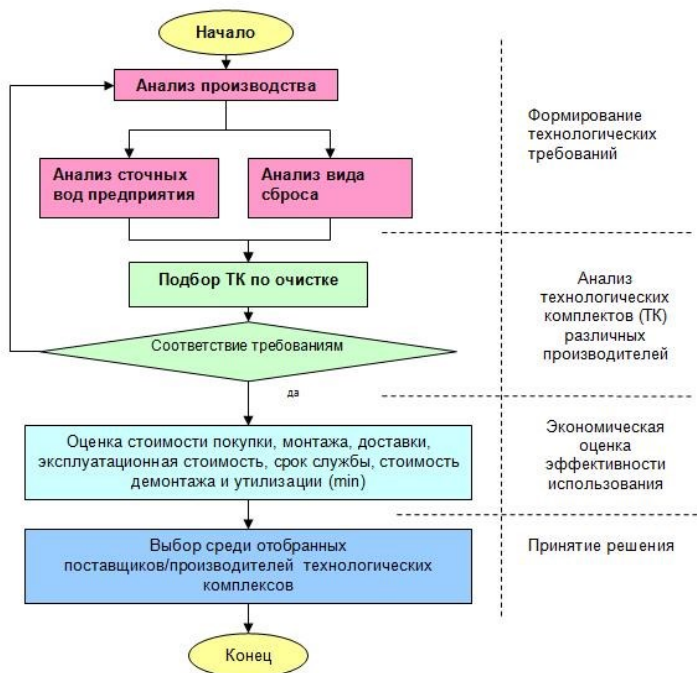 Начало
Анализ производства
Формирование
технологических
требований
Анализ сточных
вод предприятия
Анализ вида
сброса
Подбор ТК по очистке
Анализ
технологических
комплектов (ТК)
различных
производителей
Соответствие требованиям
да
Оценка стоимости покупки, монтажа, доставки,
эксплуатационная стоимость, срок службы, стоимость
демонтажа и утилизации (min)
Экономическая
оценка
эффективности
использования
Выбор среди отобранных
поставщиков/производителей технологических
комплексов
Принятие решения
Конец